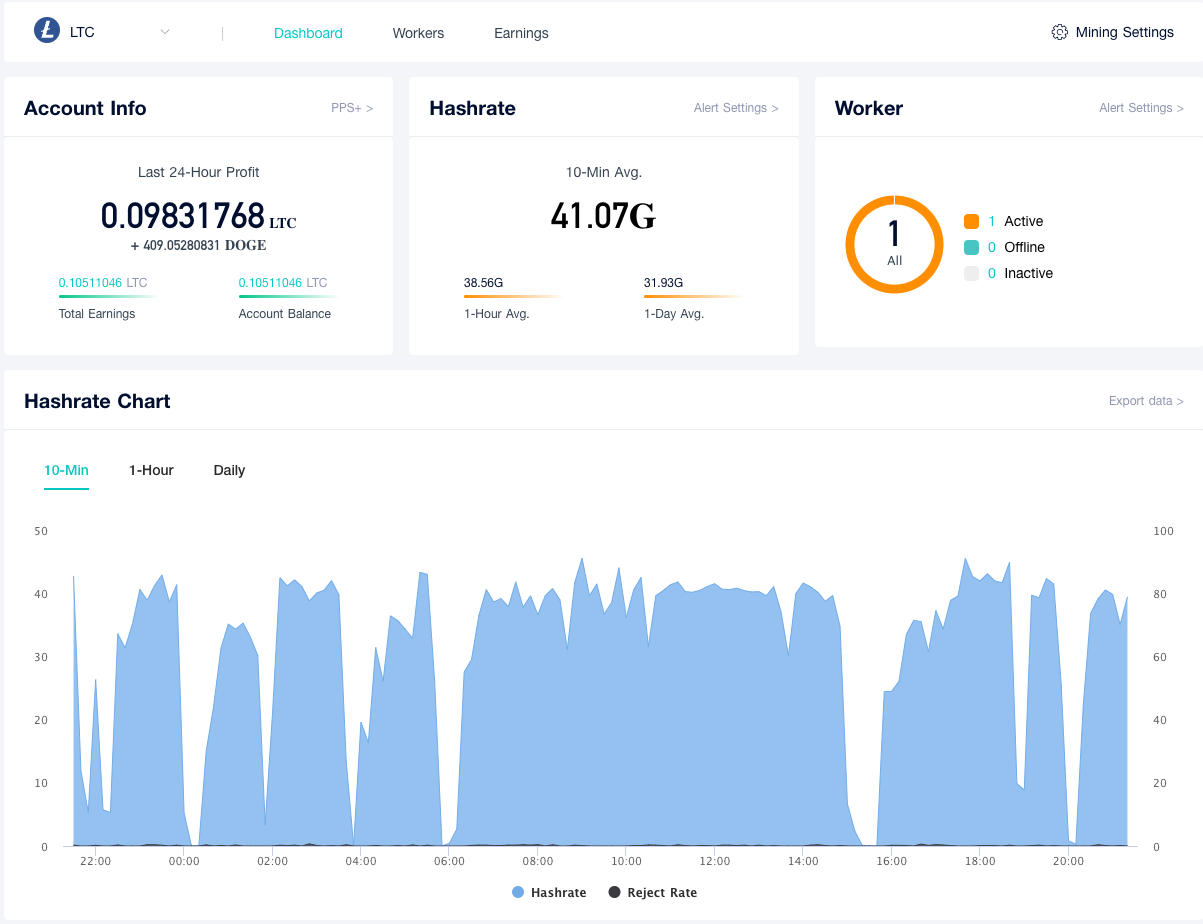 LTC
Dashboard
Workers
Earnings
Mining Settings
Account Info
PPS+ >
Last 24-Hour Profit
0.09831768 LTC
+ 409.05280831 DOGE
0.10511046 LTC
Total Earnings
0.10511046 LTC
Account Balance
Hashrate
Alert Settings >
10-Min Avg.
41.07G
38.56G
1-Hour Avg.
31.93G
1-Day Avg.
Worker
Alert Settings >
1
All
1 Active
0 Offline
0 Inactive
Hashrate Chart
Export data >
10-Min
1-Hour
Daily
50
40
30
20
10
0
100
80
60
40
20
0
22:00
00:00
02:00
04:00
06:00
08:00
10:00
12:00
14:00
16:00
18:00
20:00
Hashrate
Reject Rate